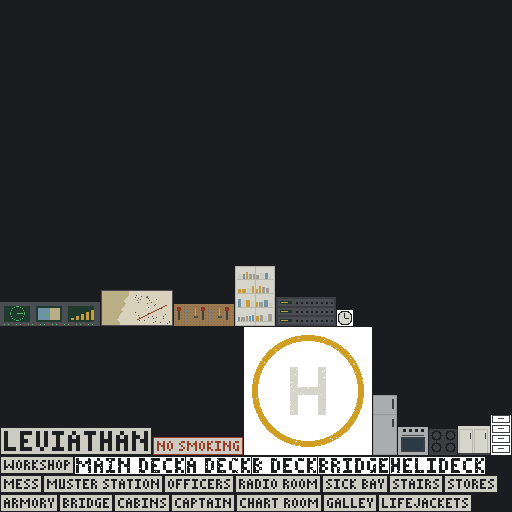 H
LEVIATHAN
NO SMOKING
WORKSHOP MAIN DECK A DECK B DECK BRIDGE HELIDECK
MESS MUSTER STATION OFFICERS RADIO ROOM SICK BAY STAIRS STORES
ARMORY BRIDGE CABINS CAPTAIN CHART ROOM GALLEY LIFEJACKETS